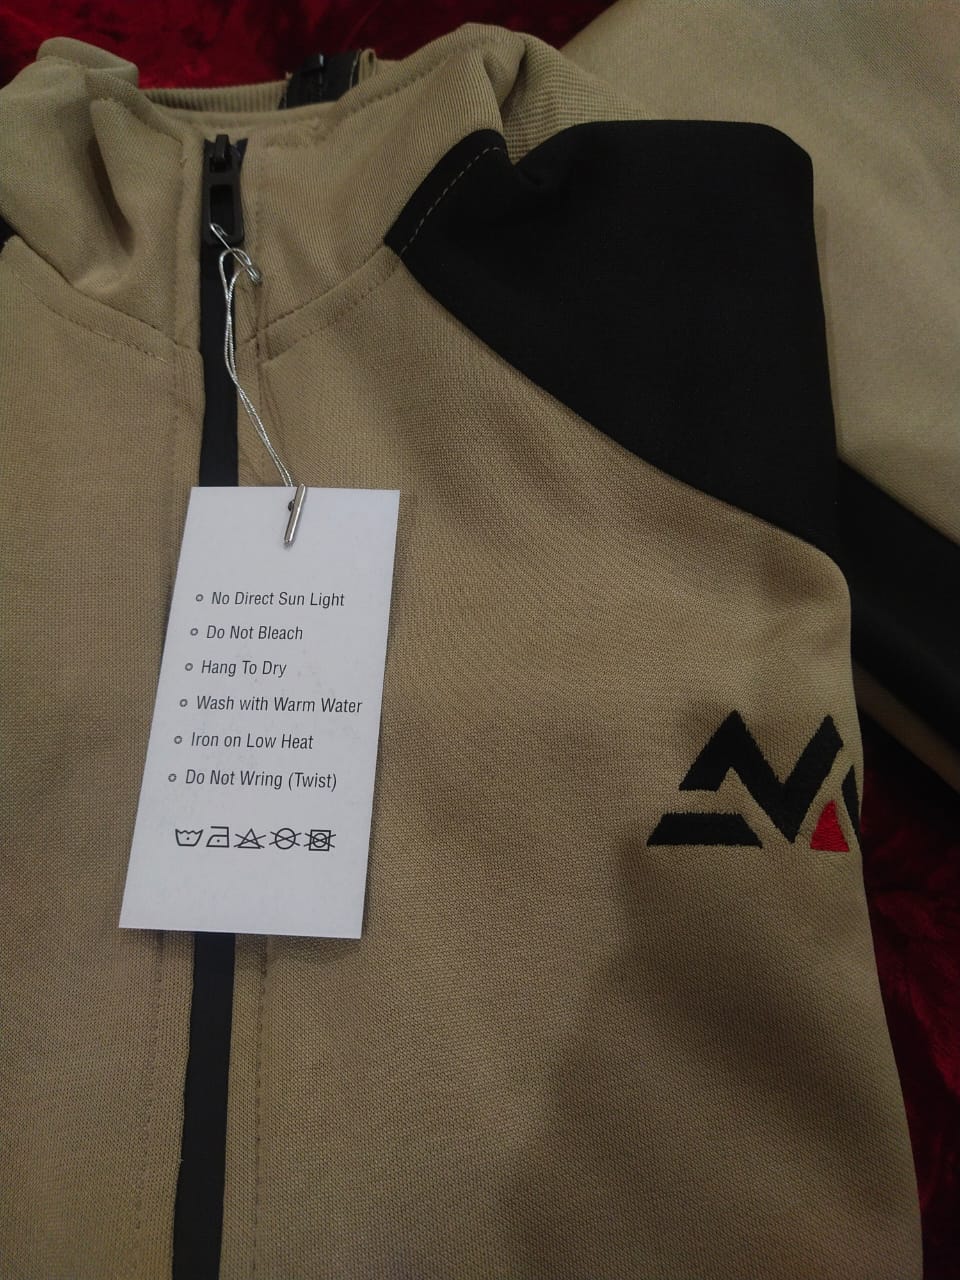 No Direct Sun Light
Do Not Bleach
Hang To Dry
Wash with Warm Water
Iron on Low Heat
Do Not Wring (Twist)